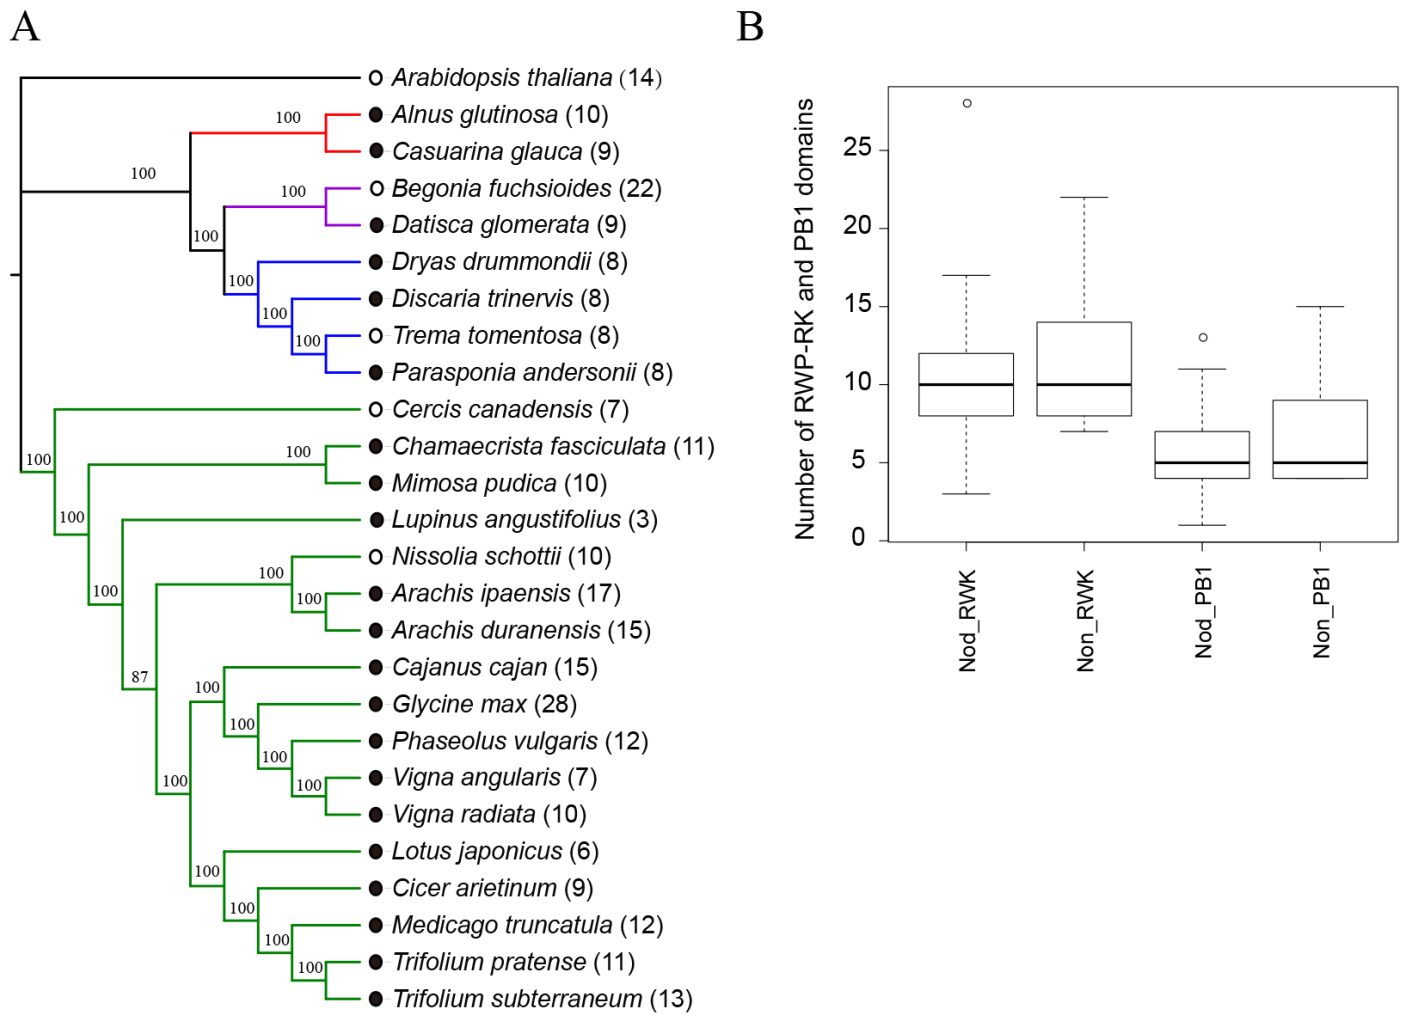 A
Arabidopsis thaliana (14)
100
Alnus glutinosa (10)
Casuarina glauca (9)
100
100
Begonia fuchsioides (22)
Datisca glomerata (9)
100
100
Dryas drummondii (8)
100
Discaria trinervis (8)
100
Trema tomentosa (8)
Parasponia andersonii (8)
100
Cercis canadensis (7)
100
Chamaecrista fasciculata (11)
Mimosa pudica (10)
100
Lupinus angustifolius (3)
100
Nissolia schottii (10)
100
Arachis ipaensis (17)
100
Arachis duranensis (15)
87
Cajanus cajan (15)
100
Glycine max (28)
100
Phaseolus vulgaris (12)
100
Vigna angularis (7)
100
100
Vigna radiata (10)
Lotus japonicus (6)
100
Cicer arietinum (9)
100
Medicago truncatula (12)
100
Trifolium pratense (11)
100
Trifolium subterraneum (13)
B
Number of RWP-RK and PB1 domains
25
20
15
10
5
0
Nod_RWK
Non_RWK
Nod_PB1
Non_PB1